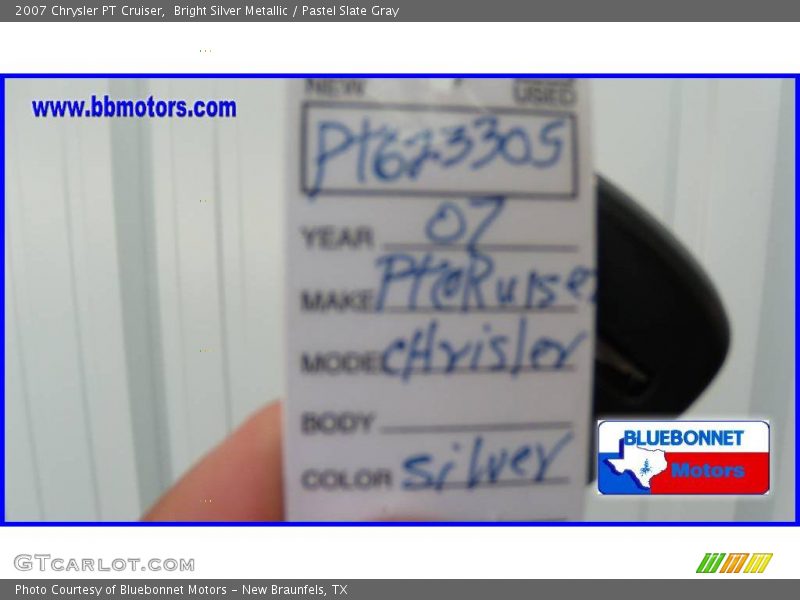 2007 Chrysler PT Cruiser,  Bright Silver Metallic / Pastel Slate Gray
www.bbmotors.com
NEW USED
Pt623305
YEAR 07
MAKE PtCRuiser
MODEL CHrisler
BODY
COLOR Silver
BLUEBONNET
Motors
GTCARLOT.COM
Photo Courtesy of Bluebonnet Motors - New Braunfels, TX